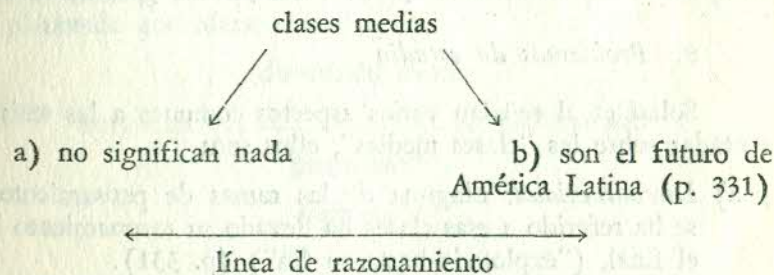 clases medias
a) no significan nada
b) son el futuro de
América Latina (p. 331)
línea de razonamiento